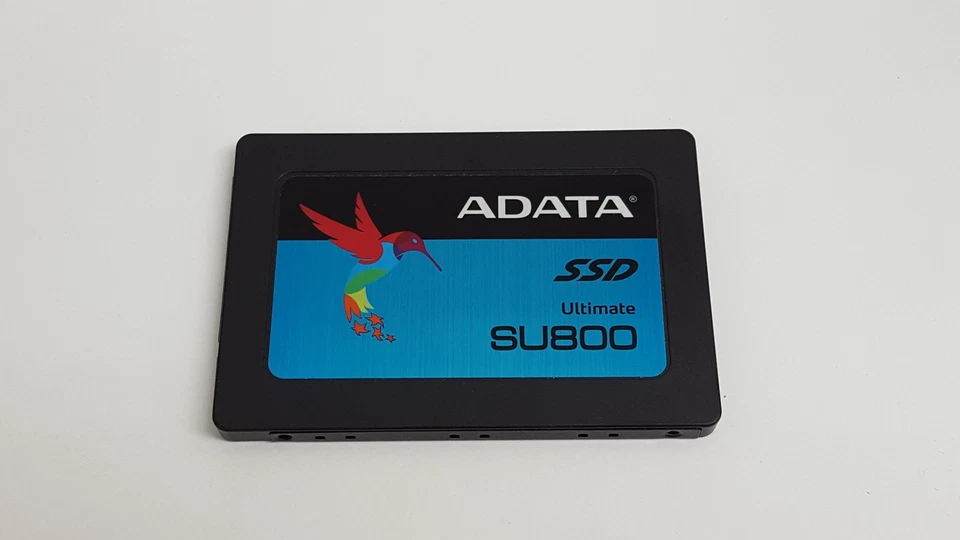 ADATA®
SSD
Ultimate
SU800